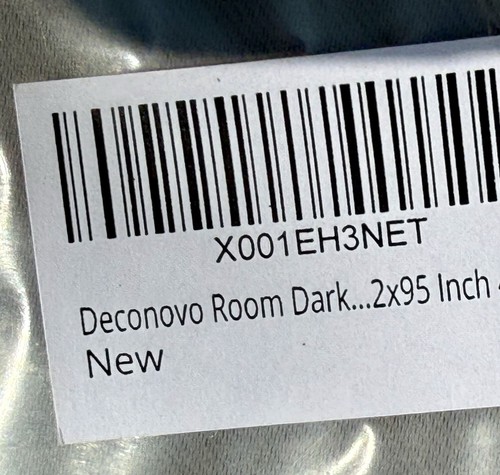 X001EH3NET
Deconovo Room Dark...2x95 Inch
New